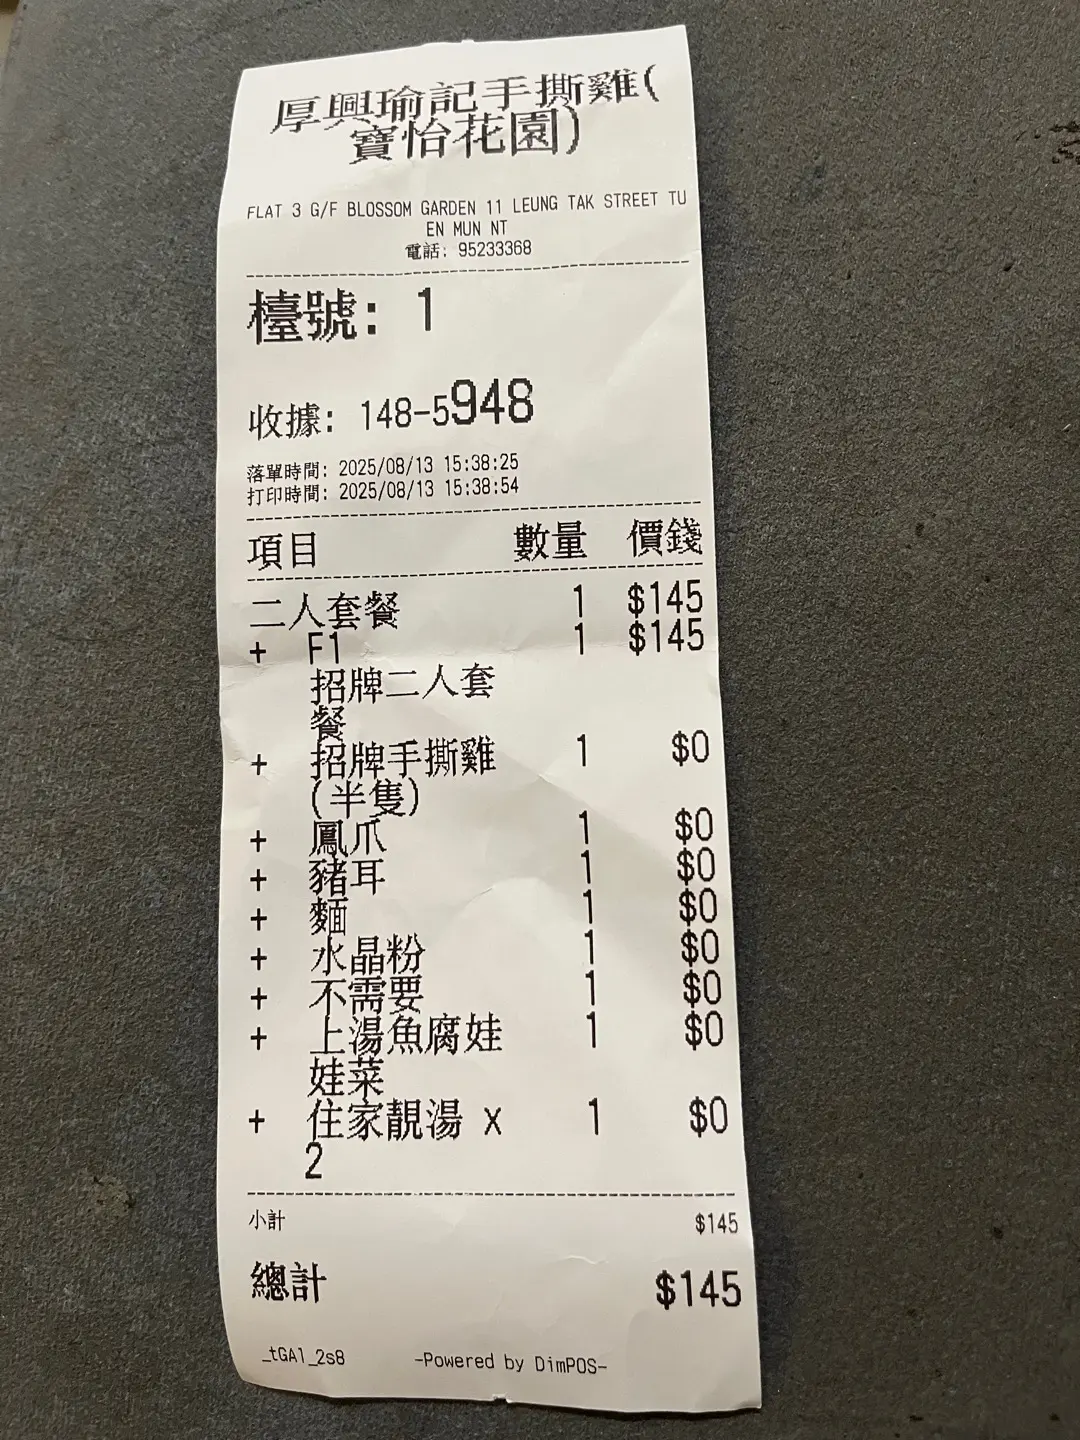 厚興瑜記手撕雞(
寶怡花園)
FLAT 3 G/F BLOSSOM GARDEN 11 LEUNG TAK STREET TU
EN MUN NT
電話: 95233368
檯號: 1
收據: 148-5948
落單時間: 2025/08/13 15:38:25
打印時間: 2025/08/13 15:38:54
項目 數量 價錢
二人套餐 1 $145
+ F1 1 $145
招牌二人套
餐
+ 招牌手撕雞 1 $0
(半隻)
+ 鳳爪 1 $0
+ 豬耳 1 $0
+ 麵 1 $0
+ 水晶粉 1 $0
+ 不需要 1 $0
+ 上湯魚腐娃 1 $0
娃菜
+ 住家靚湯 x 1 $0
2
小計 $145
總計 $145
_tGAl_2s8 -Powered by DimPOS-